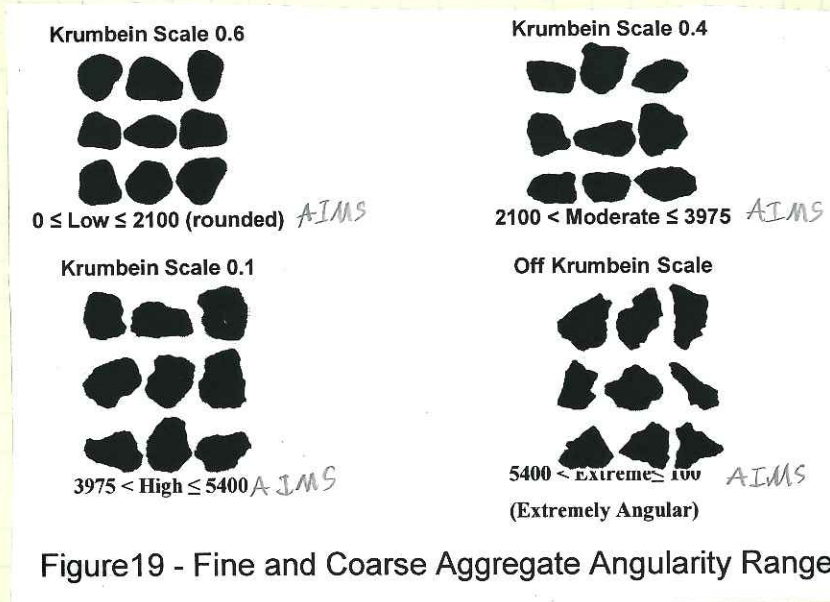 Krumbein Scale 0.6
0 ≤ Low ≤ 2100 (rounded) AIMS
Krumbein Scale 0.4
2100 < Moderate ≤ 3975 AIMS
Krumbein Scale 0.1
3975 < High ≤ 5400 AIMS
Off Krumbein Scale
5400 < Extreme ≤ 100 AIMS
(Extremely Angular)
Figure19 - Fine and Coarse Aggregate Angularity Range